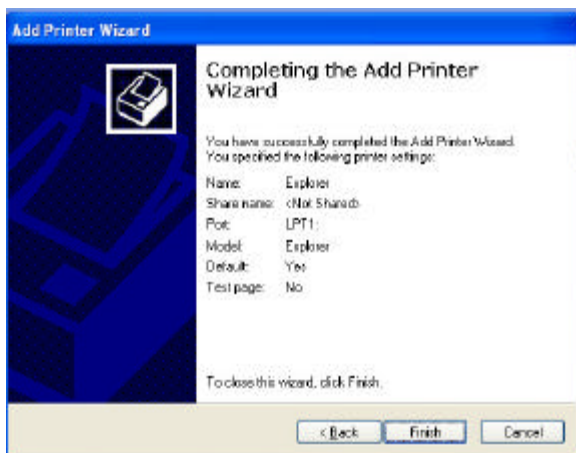 Add Printer Wizard
Completing the Add Printer
Wizard
You have successfully completed the Add Printer Wizard.
You specified the following printer settings:
Name: Explorer
Share name: <Not Shared>
Port: LPT1:
Model: Explorer
Default: Yes
Test page: No
To close this wizard, click Finish.
< Back Finish Cancel